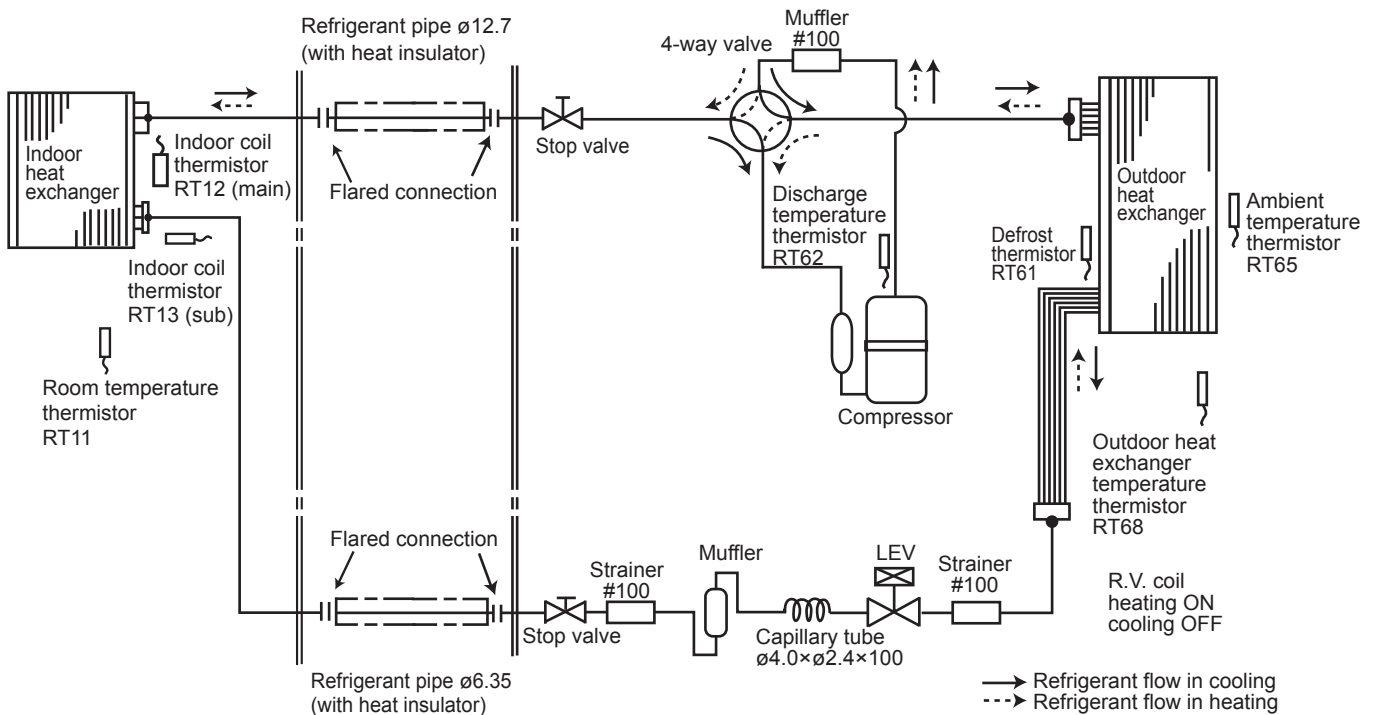 Refrigerant pipe ø12.7
(with heat insulator)
Muffler
#100
4-way valve
Indoor
heat
exchanger
Indoor coil
thermistor
RT12 (main)
Flared connection
Stop valve
Discharge
temperature
thermistor
RT62
Outdoor
heat
exchanger
Ambient
temperature
thermistor
RT65
Defrost
thermistor
RT61
Indoor coil
thermistor
RT13 (sub)
Room temperature
thermistor
RT11
Compressor
Outdoor heat
exchanger
temperature
thermistor
RT68
Flared connection
Stop valve
Strainer
#100
Muffler
Capillary tube
ø4.0×ø2.4×100
LEV
Strainer
#100
R.V. coil
heating ON
cooling OFF
Refrigerant pipe ø6.35
(with heat insulator)
Refrigerant flow in cooling
Refrigerant flow in heating